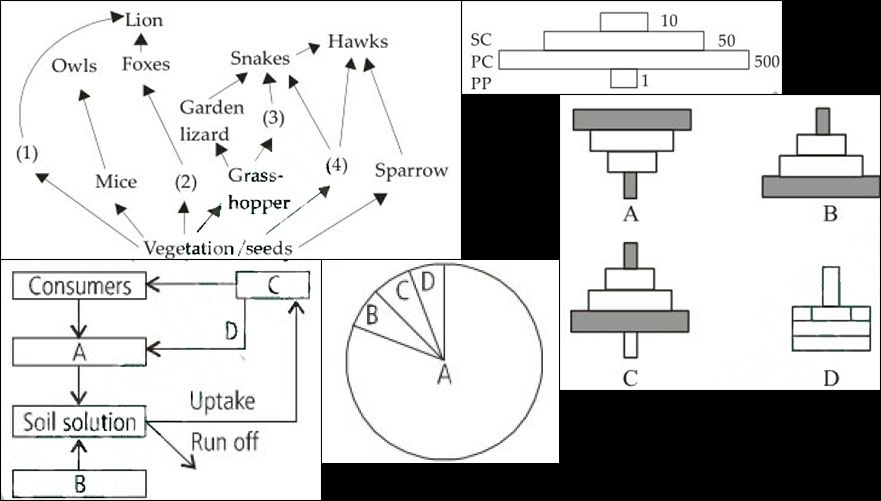 Lion
Owls
Foxes
Snakes
Hawks
Garden
lizard
(3)
(1)
Mice
(2)
Grass-
hopper
(4)
Sparrow
Vegetation/seeds
10
SC
50
PC
500
PP
1
A
B
C
D
Consumers
C
D
A
Soil solution
Uptake
Run off
B
B
C
D
A